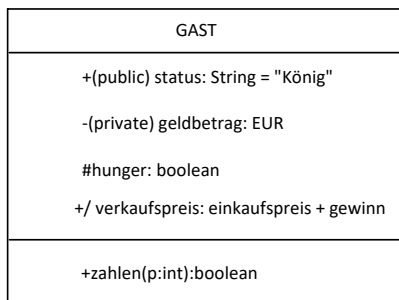 GAST
+(public) status: String = "König"
-(private) geldbetrag: EUR
#hunger: boolean
+/ verkaufspreis: einkaufspreis + gewinn
+zahlen(p:int):boolean